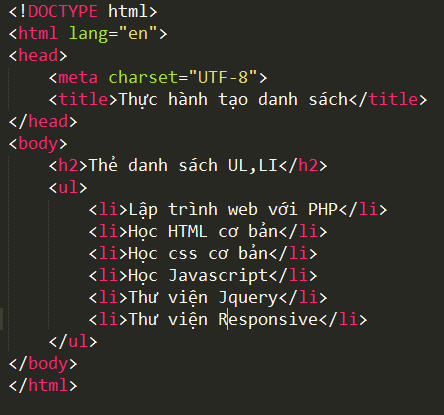 <!DOCTYPE html>
<html lang="en">
<head>
    <meta charset="UTF-8">
    <title>Thực hành tạo danh sách</title>
</head>
<body>
    <h2>Thẻ danh sách UL,LI</h2>
    <ul>
        <li>Lập trình web với PHP</li>
        <li>Học HTML cơ bản</li>
        <li>Học css cơ bản</li>
        <li>Học Javascript</li>
        <li>Thư viện Jquery</li>
        <li>Thư viện Responsive</li>
    </ul>
</body>
</html>